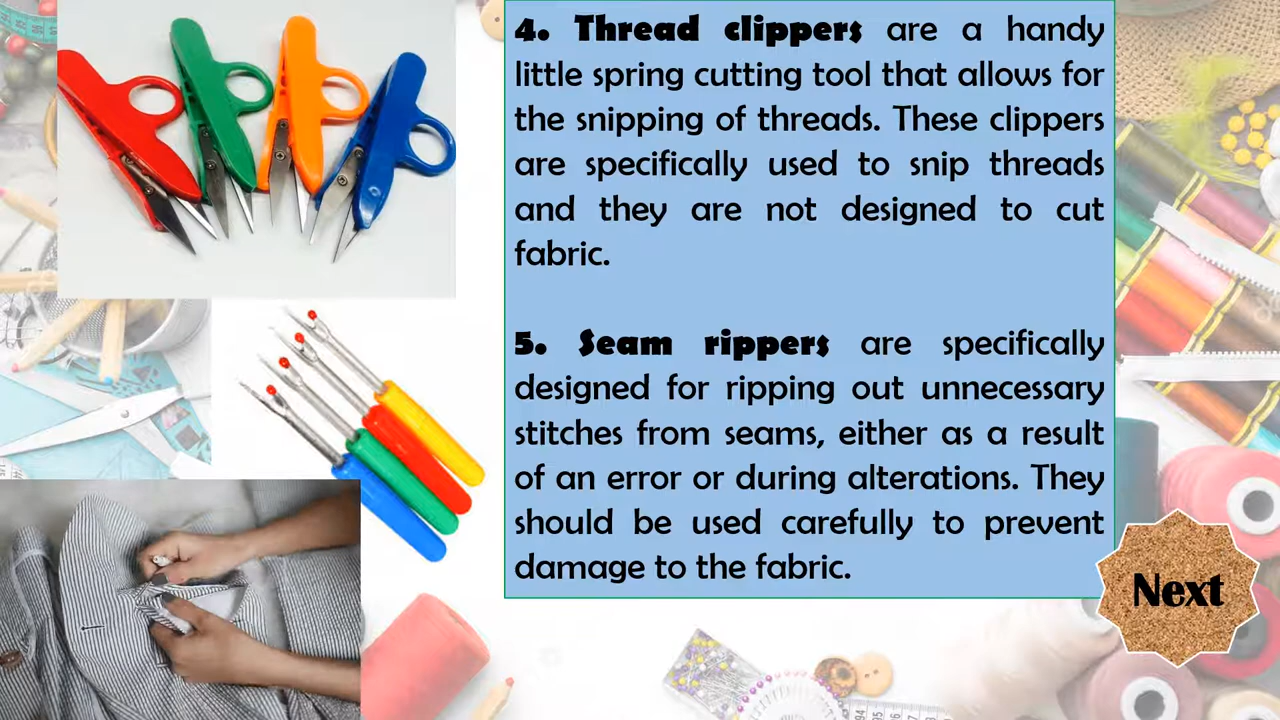 4. Thread clippers are a handy
little spring cutting tool that allows for
the snipping of threads. These clippers
are specifically used to snip threads
and they are not designed to cut
fabric.
5. Seam rippers are specifically
designed for ripping out unnecessary
stitches from seams, either as a result
of an error or during alterations. They
should be used carefully to prevent
damage to the fabric.
Next